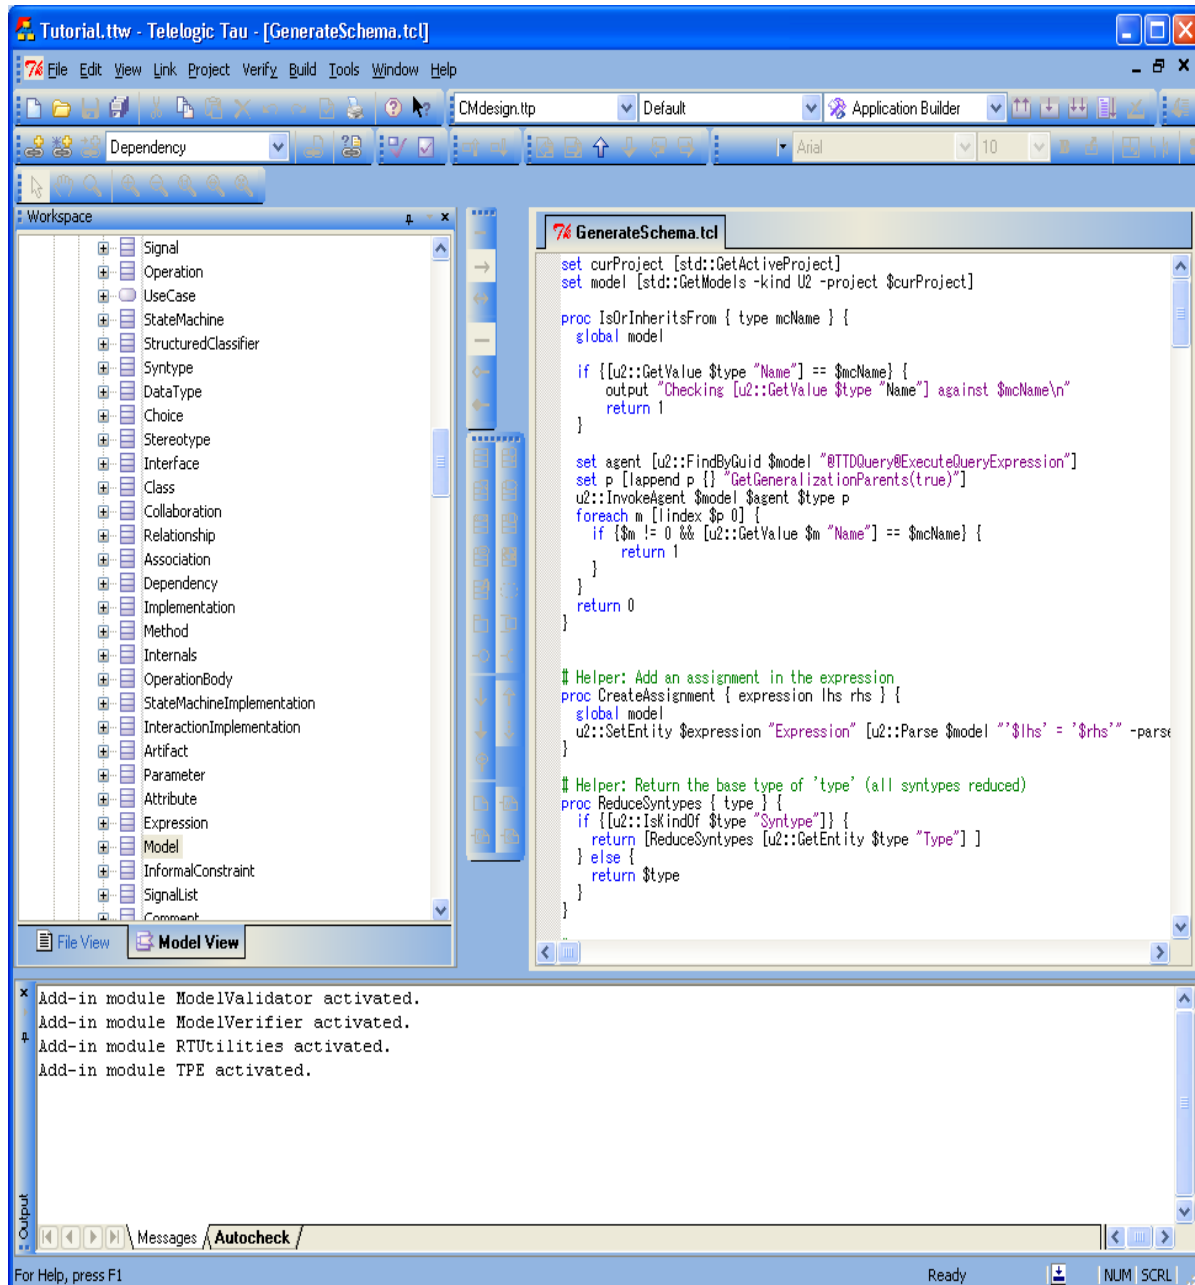 Tutorial.ttw - Telelogic Tau - [GenerateSchema.tcl]
File Edit View Link Project Verify Build Tools Window Help
CMdesign.ttp Default Application Builder
Dependency Arial 10
Workspace
Signal
Operation
UseCase
StateMachine
StructuredClassifier
Syntype
DataType
Choice
Stereotype
Interface
Class
Collaboration
Relationship
Association
Dependency
Implementation
Method
Internals
OperationBody
StateMachineImplementation
InteractionImplementation
Artifact
Parameter
Attribute
Expression
Model
InformalConstraint
SignalList
Comment
File View Model View
GenerateSchema.tcl
set curProject [std::GetActiveProject]
set model [std::GetModels -kind U2 -project $curProject]
proc IsOrInheritsFrom { type mcName } {
global model
if {[u2::GetValue $type "Name"] == $mcName} {
output "Checking [u2::GetValue $type "Name"] against $mcName\n"
return 1
}
set agent [u2::FindByGuid $model "@TTDQuery@ExecuteQueryExpression"]
set p [lappend p {} "GetGeneralizationParents(true)"]
u2::InvokeAgent $model $agent $type p
foreach m [lindex $p 0] {
if {$m != 0 && [u2::GetValue $m "Name"] == $mcName} {
return 1
}
}
return 0
}
# Helper: Add an assignment in the expression
proc CreateAssignment { expression lhs rhs } {
global model
u2::SetEntity $expression "Expression" [u2::Parse $model "'$lhs' = '$rhs'" -parse
}
# Helper: Return the base type of 'type' (all syntypes reduced)
proc ReduceSyntypes { type } {
if {[u2::IsKindOf $type "Syntype"]} {
return [ReduceSyntypes [u2::GetEntity $type "Type"] ]
} else {
return $type
}
}
Add-in module ModelValidator activated.
Add-in module ModelVerifier activated.
Add-in module RTUtilities activated.
Add-in module TPE activated.
Output
Messages Autocheck
For Help, press F1 Ready NUM SCRL